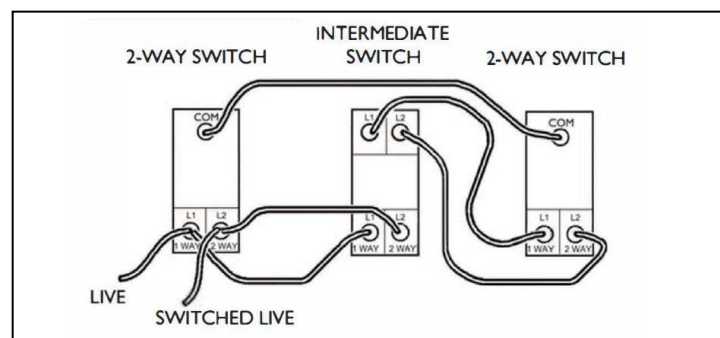 INTERMEDIATE
2-WAY SWITCH SWITCH 2-WAY SWITCH
COM L1 L2 COM
L1 L2 L1 L2 L1 L2
1 WAY 2 WAY 1 WAY 2 WAY 1 WAY 2 WAY
LIVE
SWITCHED LIVE